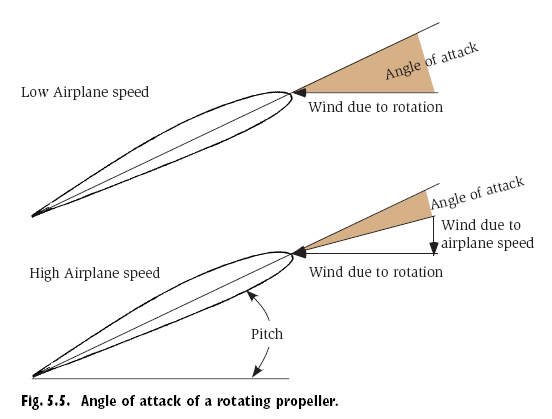 Angle of attack
Low Airplane speed
Wind due to rotation
Angle of attack
Wind due to
airplane speed
High Airplane speed
Wind due to rotation
Pitch
Fig. 5.5. Angle of attack of a rotating propeller.